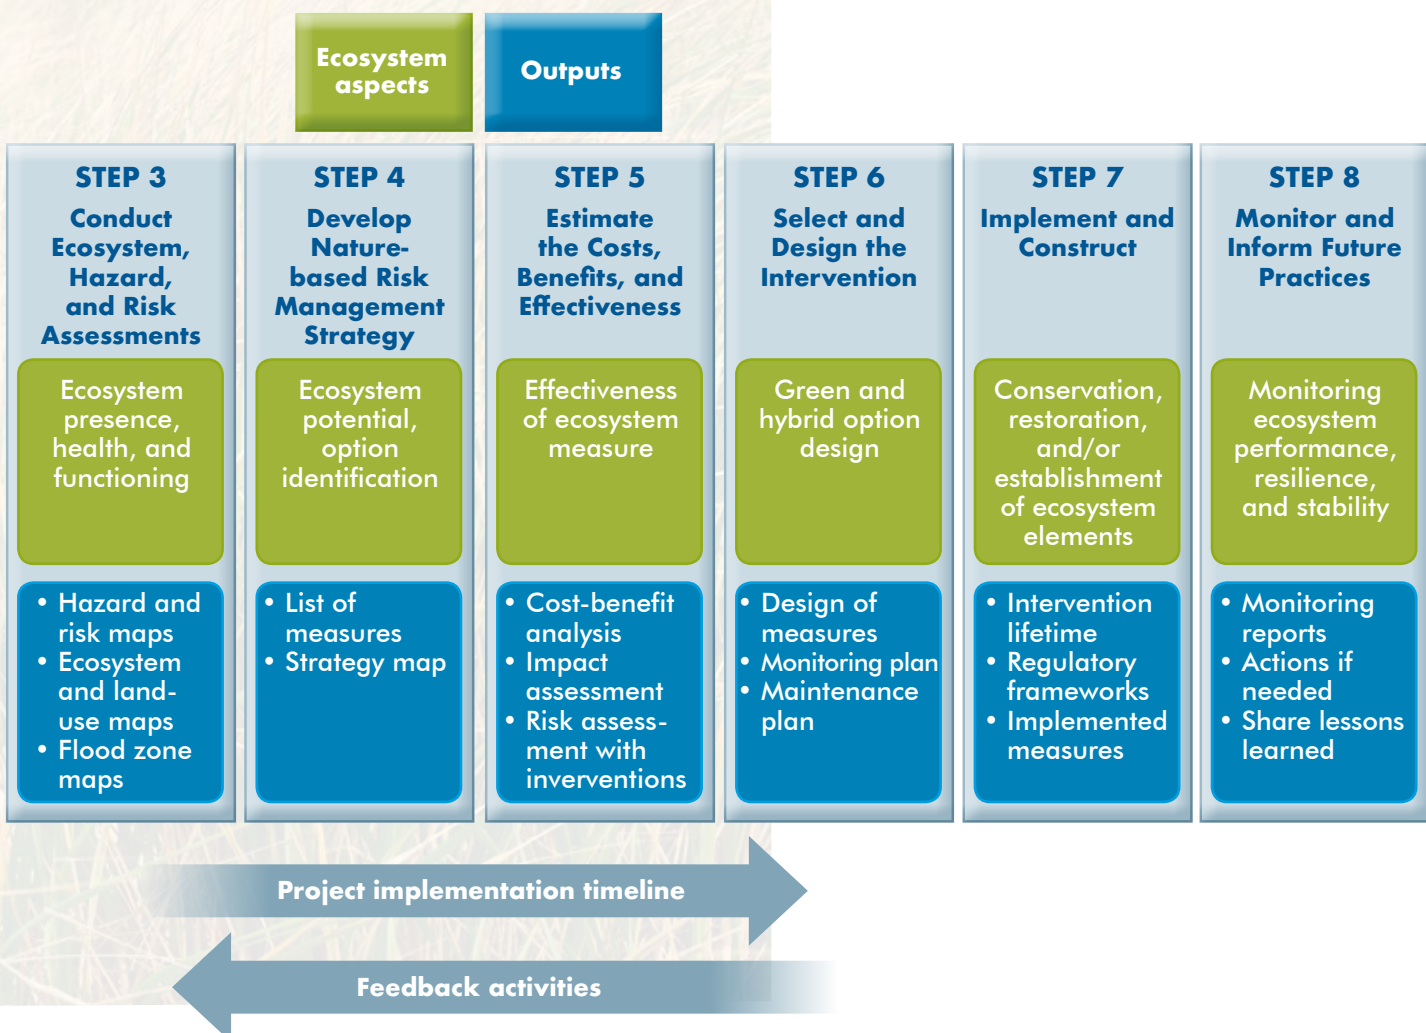 Ecosystem
aspects
Outputs
STEP 3
Conduct
Ecosystem,
Hazard,
and Risk
Assessments
Ecosystem
presence,
health, and
functioning
• Hazard and
risk maps
• Ecosystem
and land-
use maps
• Flood zone
maps
STEP 4
Develop
Nature-
based Risk
Management
Strategy
Ecosystem
potential,
option
identification
• List of
measures
• Strategy map
STEP 5
Estimate
the Costs,
Benefits, and
Effectiveness
Effectiveness
of ecosystem
measure
• Cost-benefit
analysis
• Impact
assessment
• Risk assess-
ment with
inverventions
STEP 6
Select and
Design the
Intervention
Green and
hybrid option
design
• Design of
measures
• Monitoring plan
• Maintenance
plan
STEP 7
Implement and
Construct
Conservation,
restoration,
and/or
establishment
of ecosystem
elements
• Intervention
lifetime
• Regulatory
frameworks
• Implemented
measures
STEP 8
Monitor and
Inform Future
Practices
Monitoring
ecosystem
performance,
resilience,
and stability
• Monitoring
reports
• Actions if
needed
• Share lessons
learned
Project implementation timeline
Feedback activities